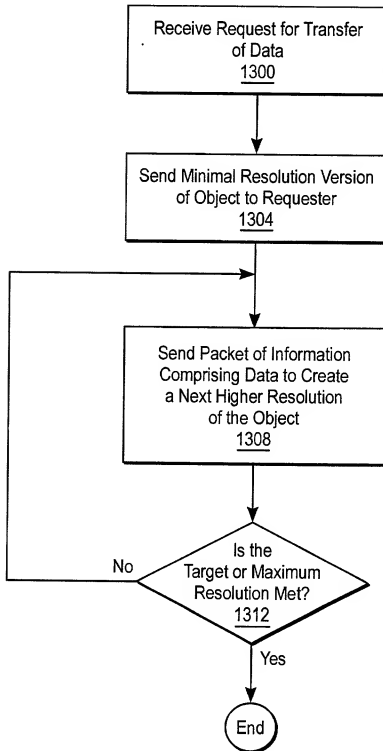 Receive Request for Transfer
of Data
1300
Send Minimal Resolution Version
of Object to Requester
1304
Send Packet of Information
Comprising Data to Create
a Next Higher Resolution
of the Object
1308
Is the
Target or Maximum
Resolution Met?
1312
No
Yes
End